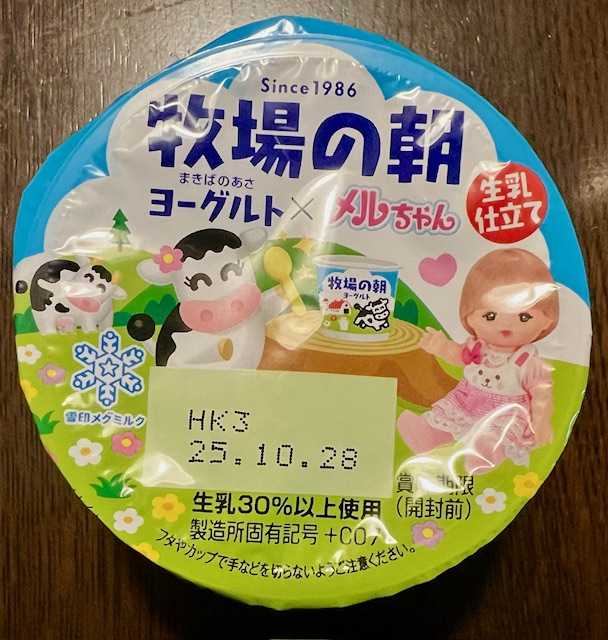 Since1986
牧場の朝
まきばのあさ
ヨーグルト×メルちゃん
生乳
仕立て
牧場の朝
ヨーグルト
雪印メグミルク
HK3
25.10.28
生乳30%以上使用
(開封前)
製造所固有記号
フタやカップで手などを切らないようご注意ください。